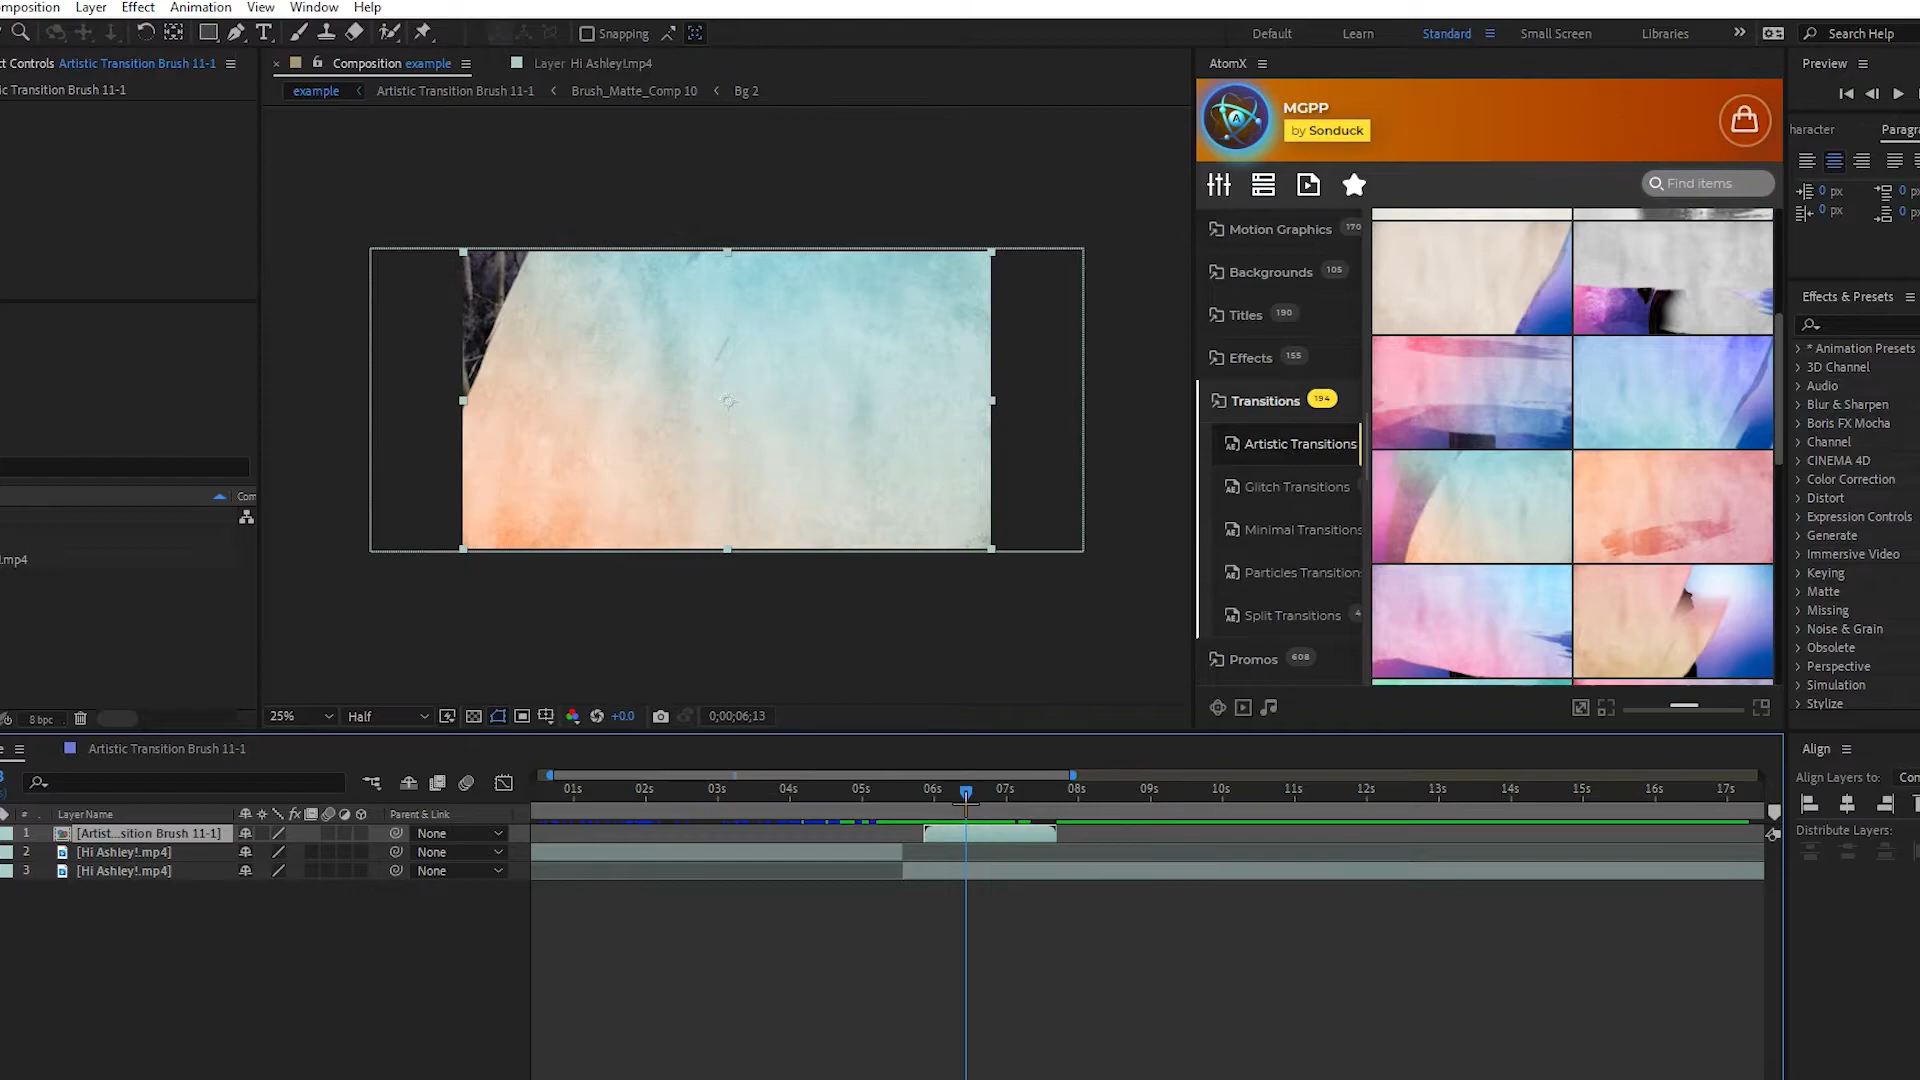 omposition Layer Effect Animation View Window Help
Snapping
Default Learn Standard Small Screen Libraries Search Help
ct Controls Artistic Transition Brush 11-1
Composition example
Layer Hi Ashley!.mp4
AtomX
Preview
ic Transition Brush 11-1
example Artistic Transition Brush 11-1 Brush_Matte_Comp 10 Bg 2
MGPP
by Sonduck
haracter Paragra
Find items
0 px 0
0 px 0
Motion Graphics 170
Backgrounds 105
Titles 190
Effects 155
Transitions 194
Artistic Transitions
Glitch Transitions
Minimal Transitions
Particles Transition
Split Transitions 4
Promos 608
Effects & Presets
* Animation Presets
3D Channel
Audio
Blur & Sharpen
Boris FX Mocha
Channel
CINEMA 4D
Color Correction
Distort
Expression Controls
Generate
Immersive Video
Keying
Matte
Missing
Noise & Grain
Obsolete
Perspective
Simulation
Stylize
Com
.mp4
8 bpc
25% Half +0.0 0;00;06;13
e Artistic Transition Brush 11-1
Align
Align Layers to: Com
Distribute Layers:
01s 02s 03s 04s 05s 06s 07s 08s 09s 10s 11s 12s 13s 14s 15s 16s 17s
# Layer Name fx Parent & Link
1 [Artist...sition Brush 11-1] None
2 [Hi Ashley!.mp4] None
3 [Hi Ashley!.mp4] None